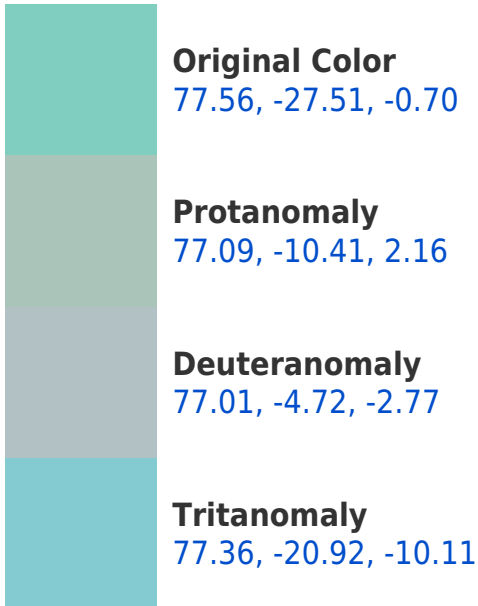 Original Color
77.56, -27.51, -0.70
Protanomaly
77.09, -10.41, 2.16
Deuteranomaly
77.01, -4.72, -2.77
Tritanomaly
77.36, -20.92, -10.11